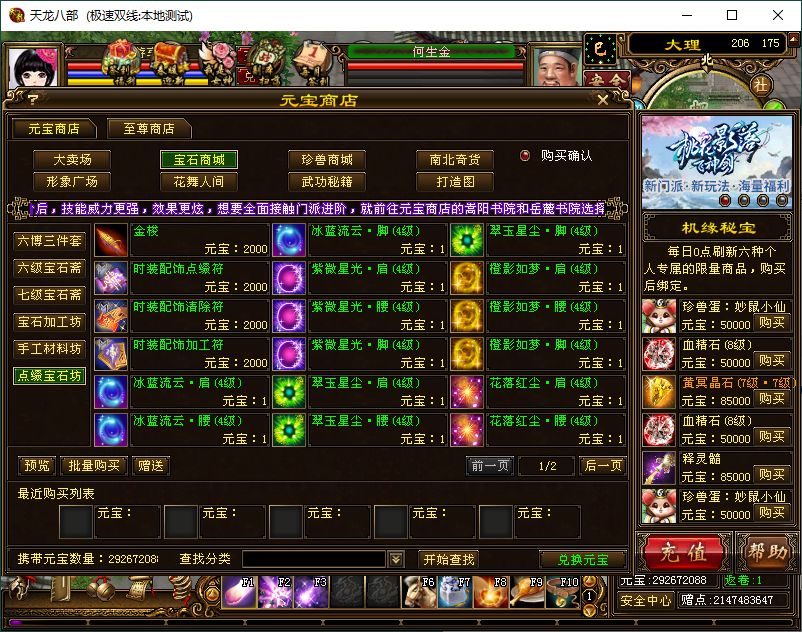 天龙八部 (极速双线:本地测试)
何生金
大理 206 175
北
安全
社
? 元宝商店
元宝商店 至尊商店
大卖场 宝石商城 珍兽商城 南北奇货 购买确认
形象广场 花舞人间 武功秘籍 打造图
后，技能威力更强，效果更炫，想要全面接触门派进阶，就前往元宝商店的嵩阳书院和岳麓书院选择
六博三件套
六级宝石斋
七级宝石斋
宝石加工坊
手工材料坊
点缀宝石坊
金梭
元宝：2000
冰蓝流云·脚(4级)
元宝：1
翠玉星尘·脚(4级)
元宝：1
时装配饰点缀符
元宝：2000
紫微星光·肩(4级)
元宝：1
橙影如梦·肩(4级)
元宝：1
时装配饰清除符
元宝：2000
紫微星光·腰(4级)
元宝：1
橙影如梦·腰(4级)
元宝：1
时装配饰加工符
元宝：2000
紫微星光·脚(4级)
元宝：1
橙影如梦·脚(4级)
元宝：1
冰蓝流云·肩(4级)
元宝：1
翠玉星尘·肩(4级)
元宝：1
花落红尘·肩(4级)
元宝：1
冰蓝流云·腰(4级)
元宝：1
翠玉星尘·腰(4级)
元宝：1
花落红尘·腰(4级)
元宝：1
预览 批量购买 赠送 前一页 1/2 后一页
最近购买列表
元宝： 元宝： 元宝： 元宝： 元宝：
携带元宝数量：29267208 查找分类 开始查找 兑换元宝
新门派·新玩法·海量福利
机缘秘宝
每日0点刷新六种个
人专属的限量商品，购买
后绑定。
珍兽蛋：妙鼠小仙
元宝：50000 购买
血精石(8级)
元宝：50000 购买
黄冥晶石(7级·7级)
元宝：85000 购买
血精石(8级)
元宝：50000 购买
释灵髓
元宝：85000 购买
珍兽蛋：妙鼠小仙
元宝：50000 购买
充值 帮助
F1 F2 F3 F6 F7 F8 F9 F10 1
元宝:292672088 返卷:1
安全中心 赠点:2147483647